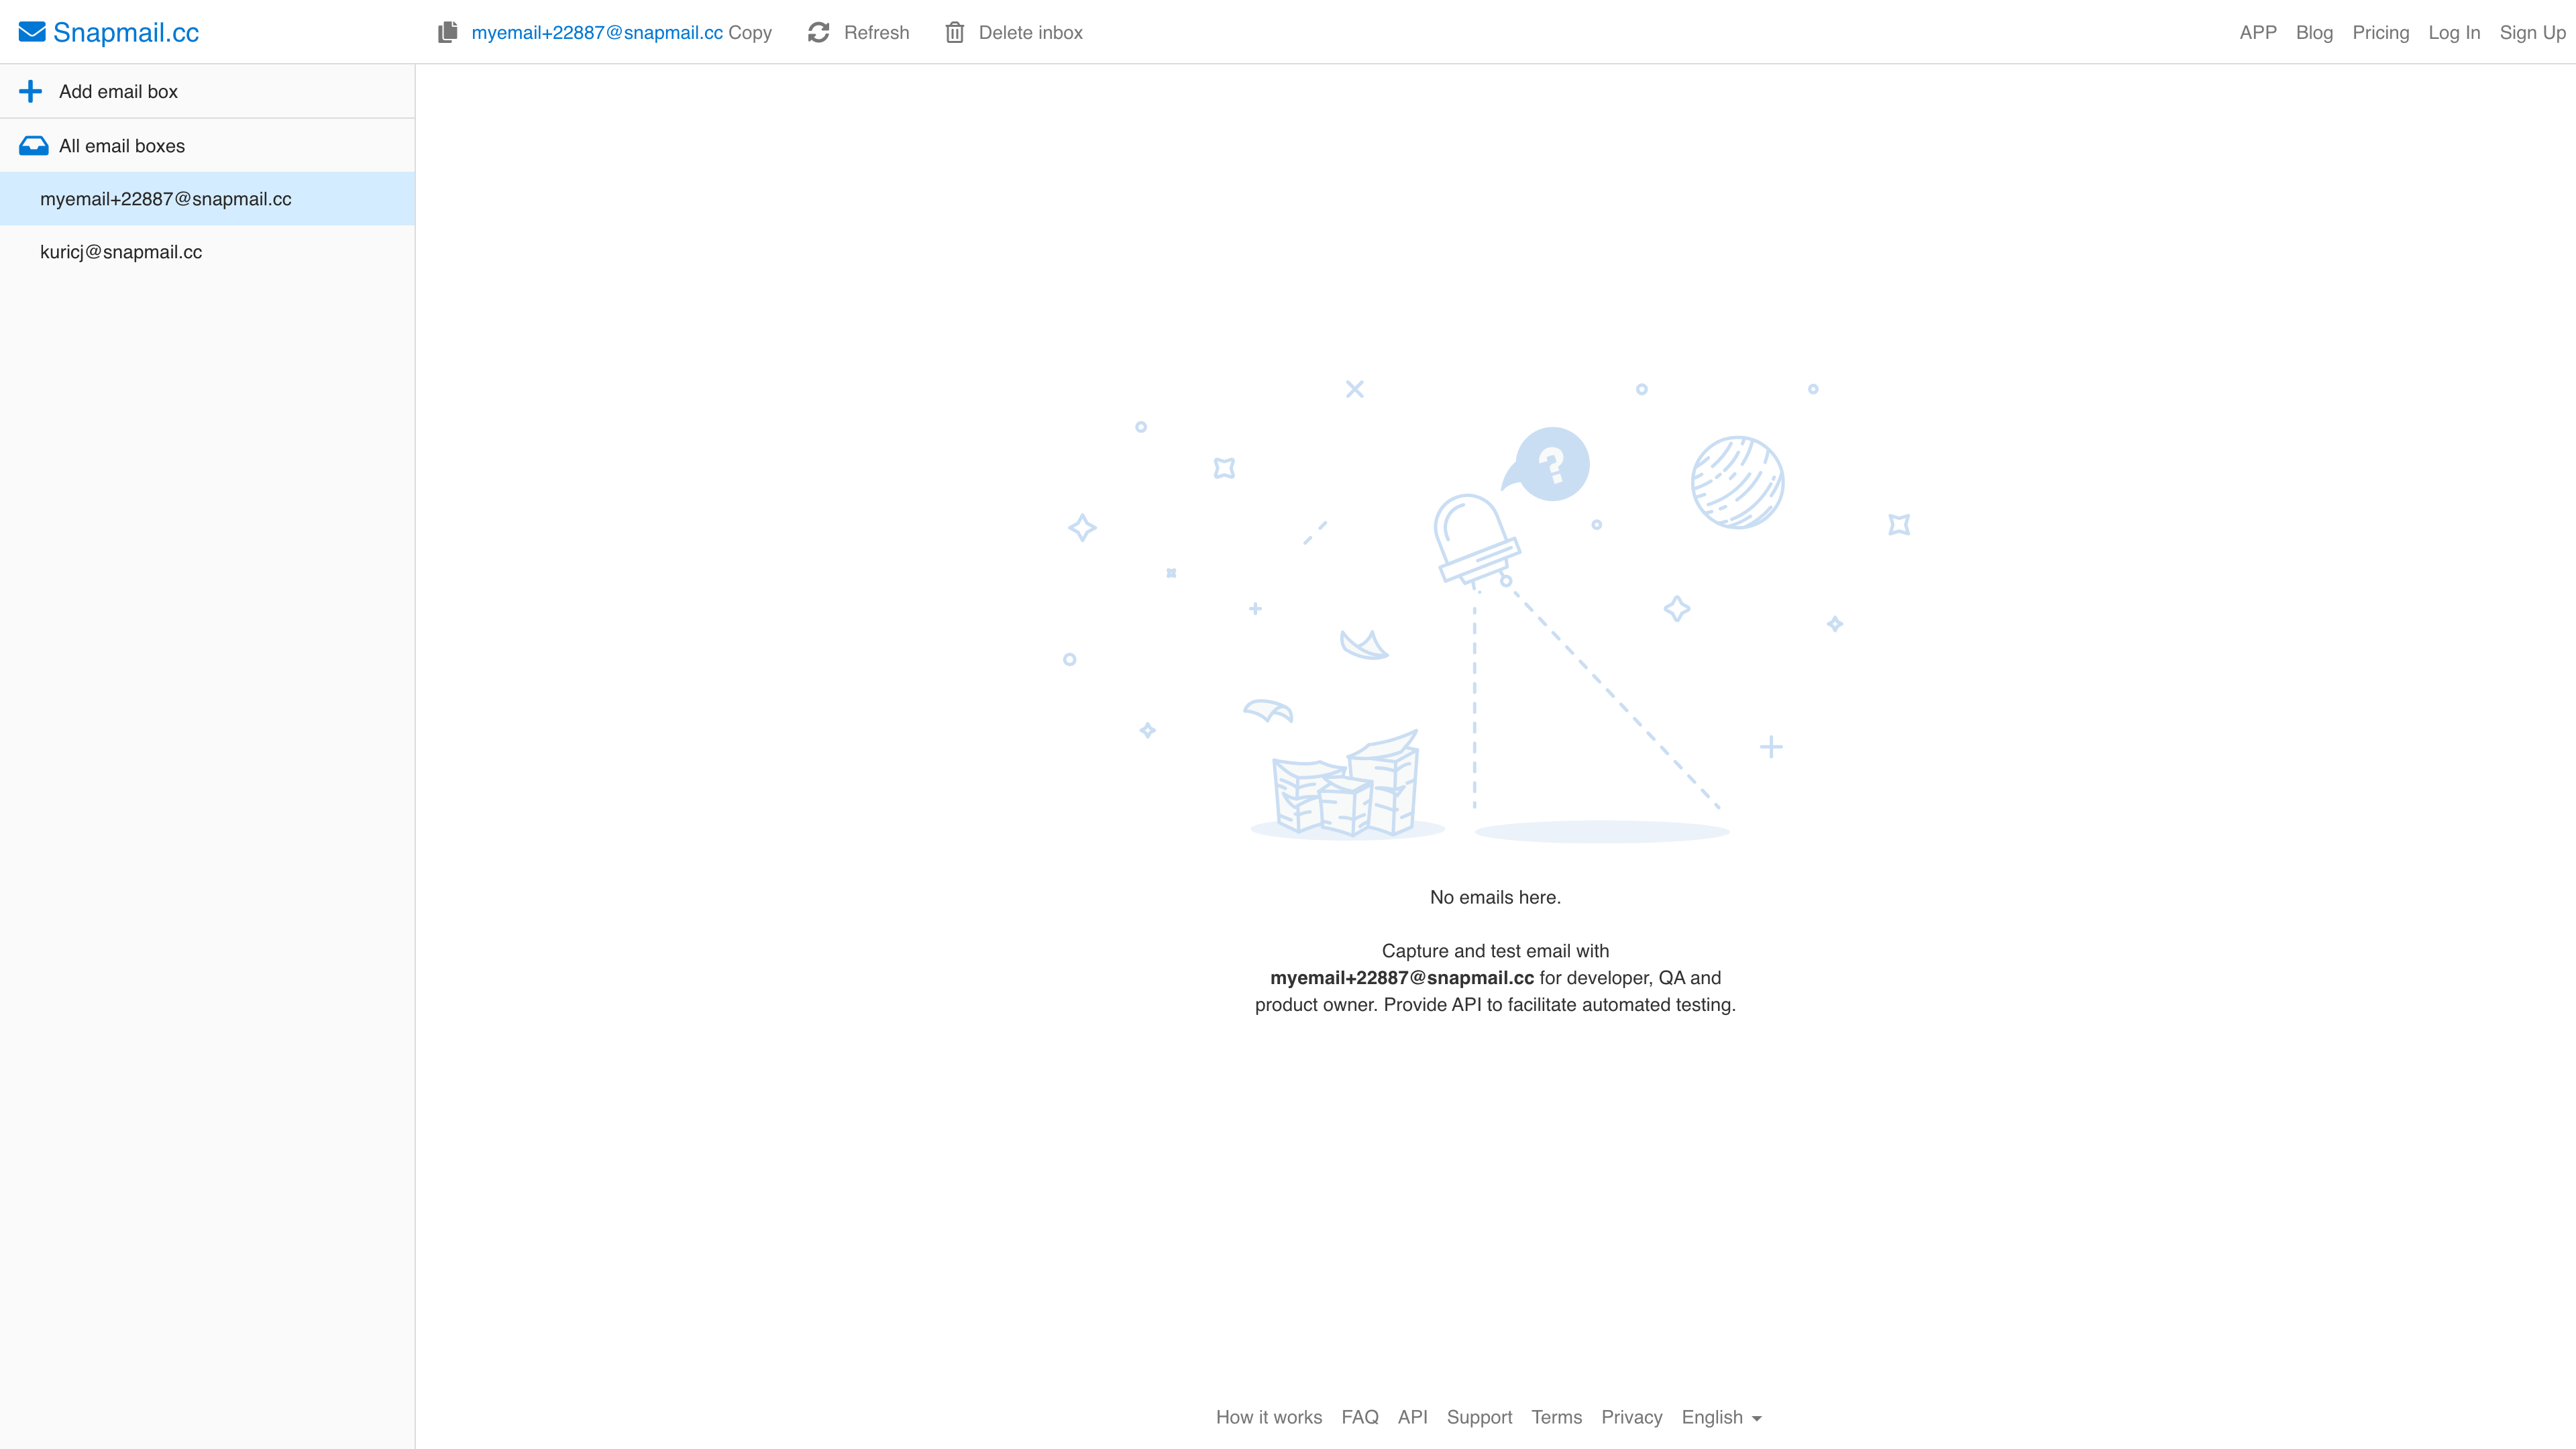 Snapmail.cc
myemail+22887@snapmail.cc Copy
Refresh
Delete inbox
APP
Blog
Pricing
Log In
Sign Up
Add email box
All email boxes
myemail+22887@snapmail.cc
kuricj@snapmail.cc
?
No emails here.
Capture and test email with
myemail+22887@snapmail.cc for developer, QA and
product owner. Provide API to facilitate automated testing.
How it works
FAQ
API
Support
Terms
Privacy
English